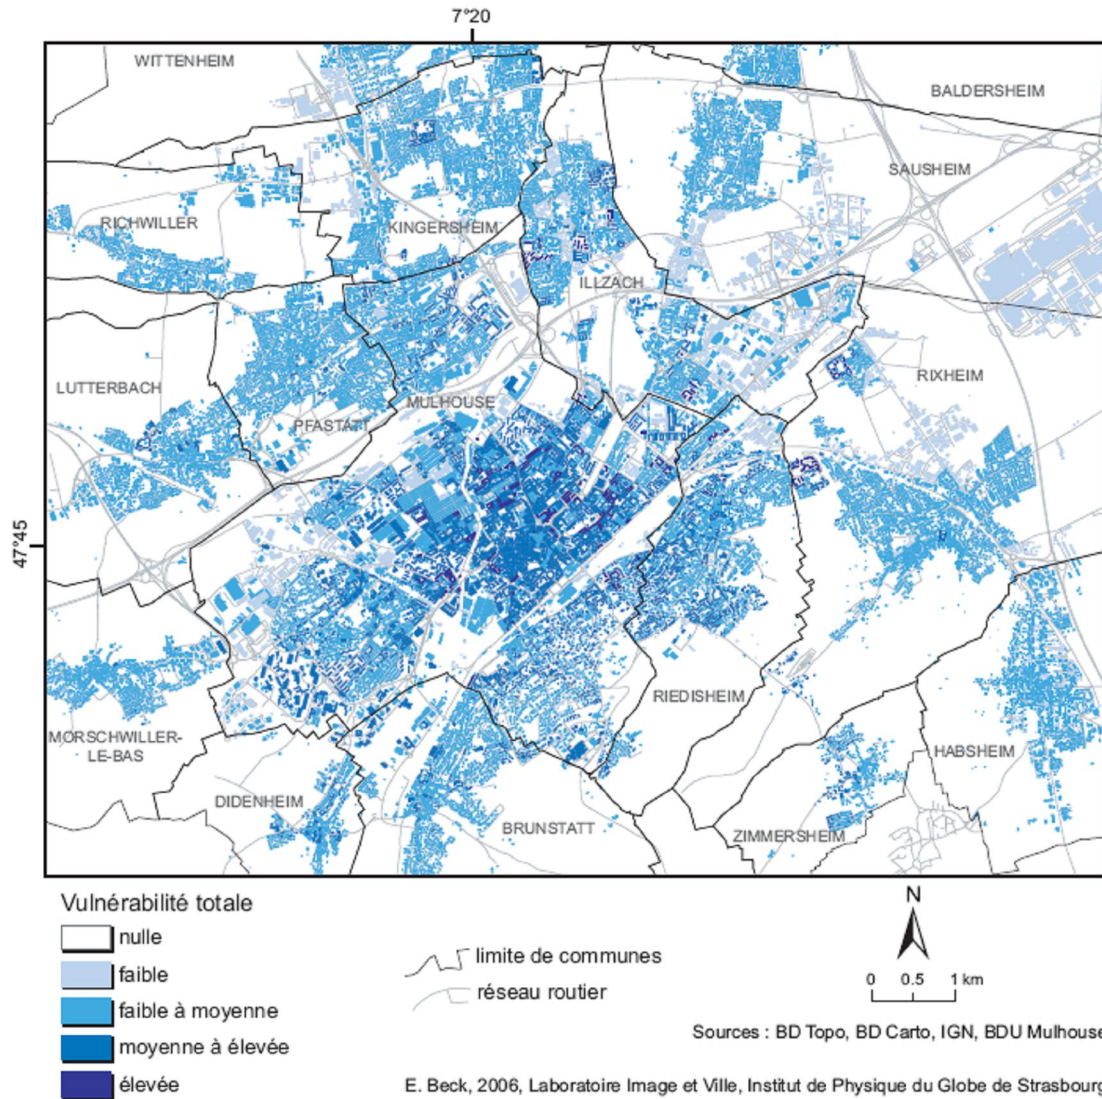 7°20
WITTENHEIM
BALDERSHEIM
SAUSHEIM
RICHWILLER
KINGERSHEIM
ILLZACH
LUTTERBACH
RIXHEIM
MULHOUSE
PFASTATT
47°45
RIEDISHEIM
MORSCHWILLER-
LE-BAS
HABSHEIM
DIDENHEIM
BRUNSTATT
ZIMMERSHEIM
Vulnérabilité totale
nulle
faible
faible à moyenne
moyenne à élevée
élevée
limite de communes
réseau routier
N
0 0.5 1 km
Sources : BD Topo, BD Carto, IGN, BDU Mulhouse
E. Beck, 2006, Laboratoire Image et Ville, Institut de Physique du Globe de Strasbourg